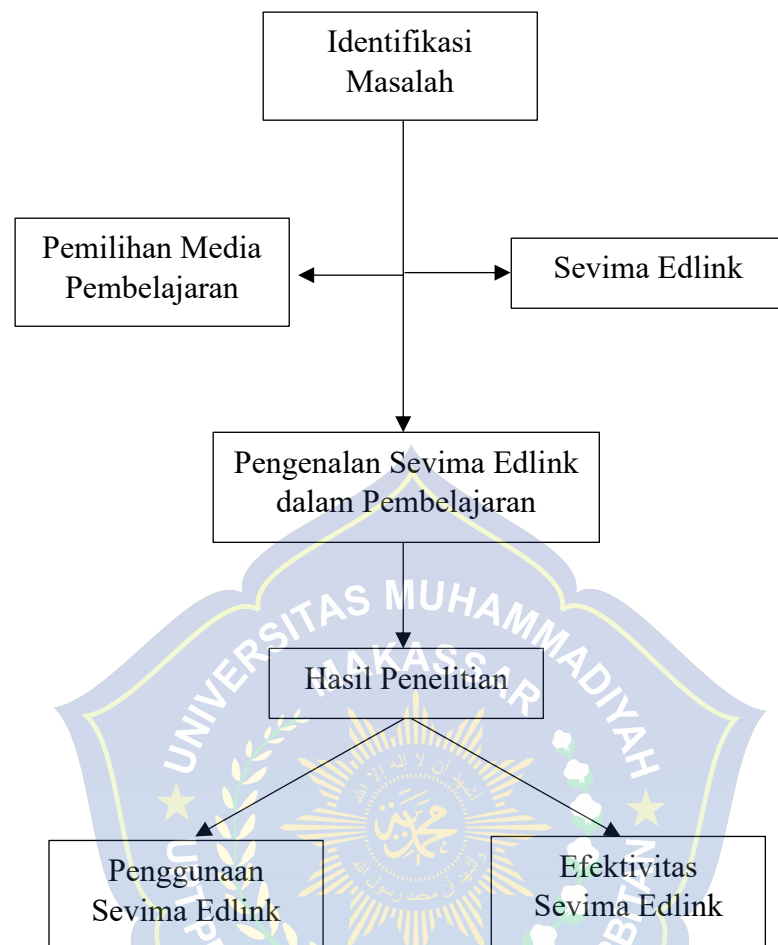 Identifikasi
Masalah
Pemilihan Media
Pembelajaran
Sevima Edlink
Pengenalan Sevima Edlink
dalam Pembelajaran
UNIVERSITAS MUHAMMADIYAH
MAKASSAR
Hasil Penelitian
Penggunaan
Sevima Edlink
Efektivitas
Sevima Edlink